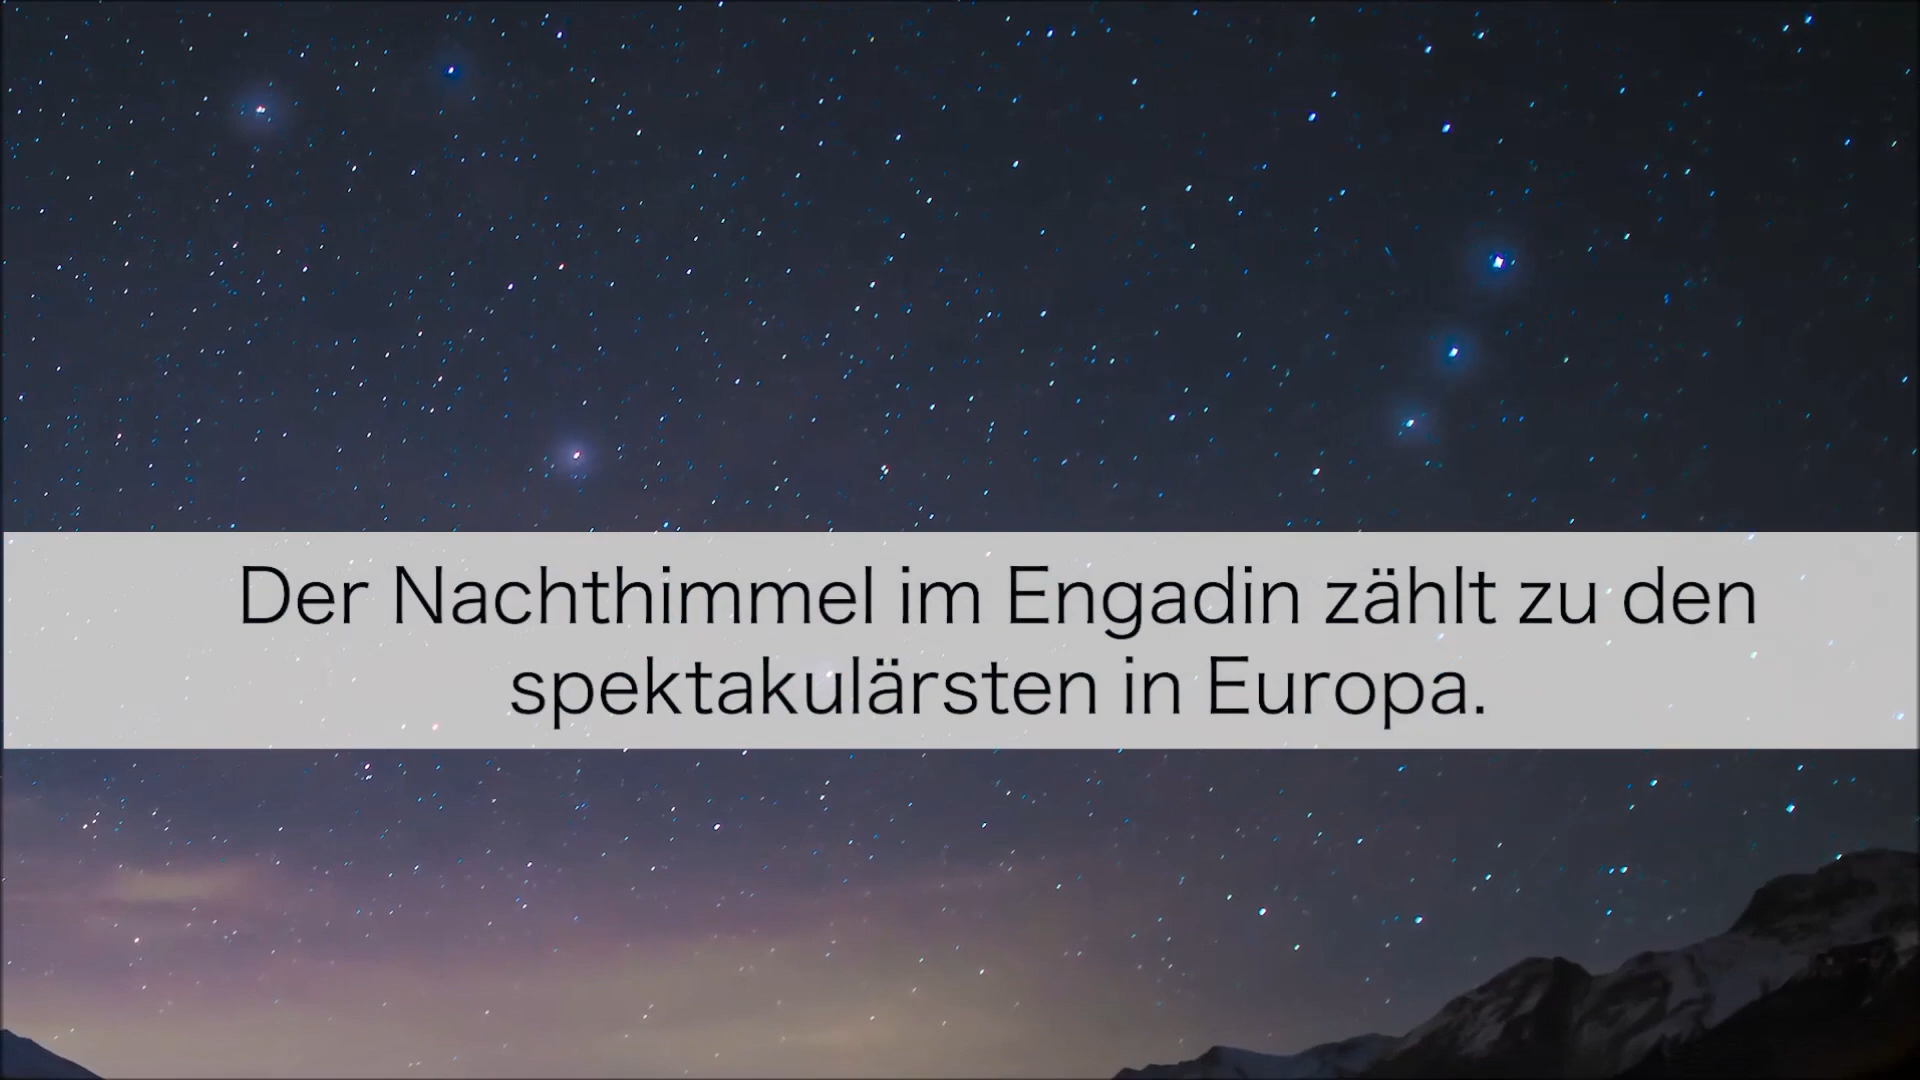 Der Nachthimmel im Engadin zählt zu den
spektakulärsten in Europa.